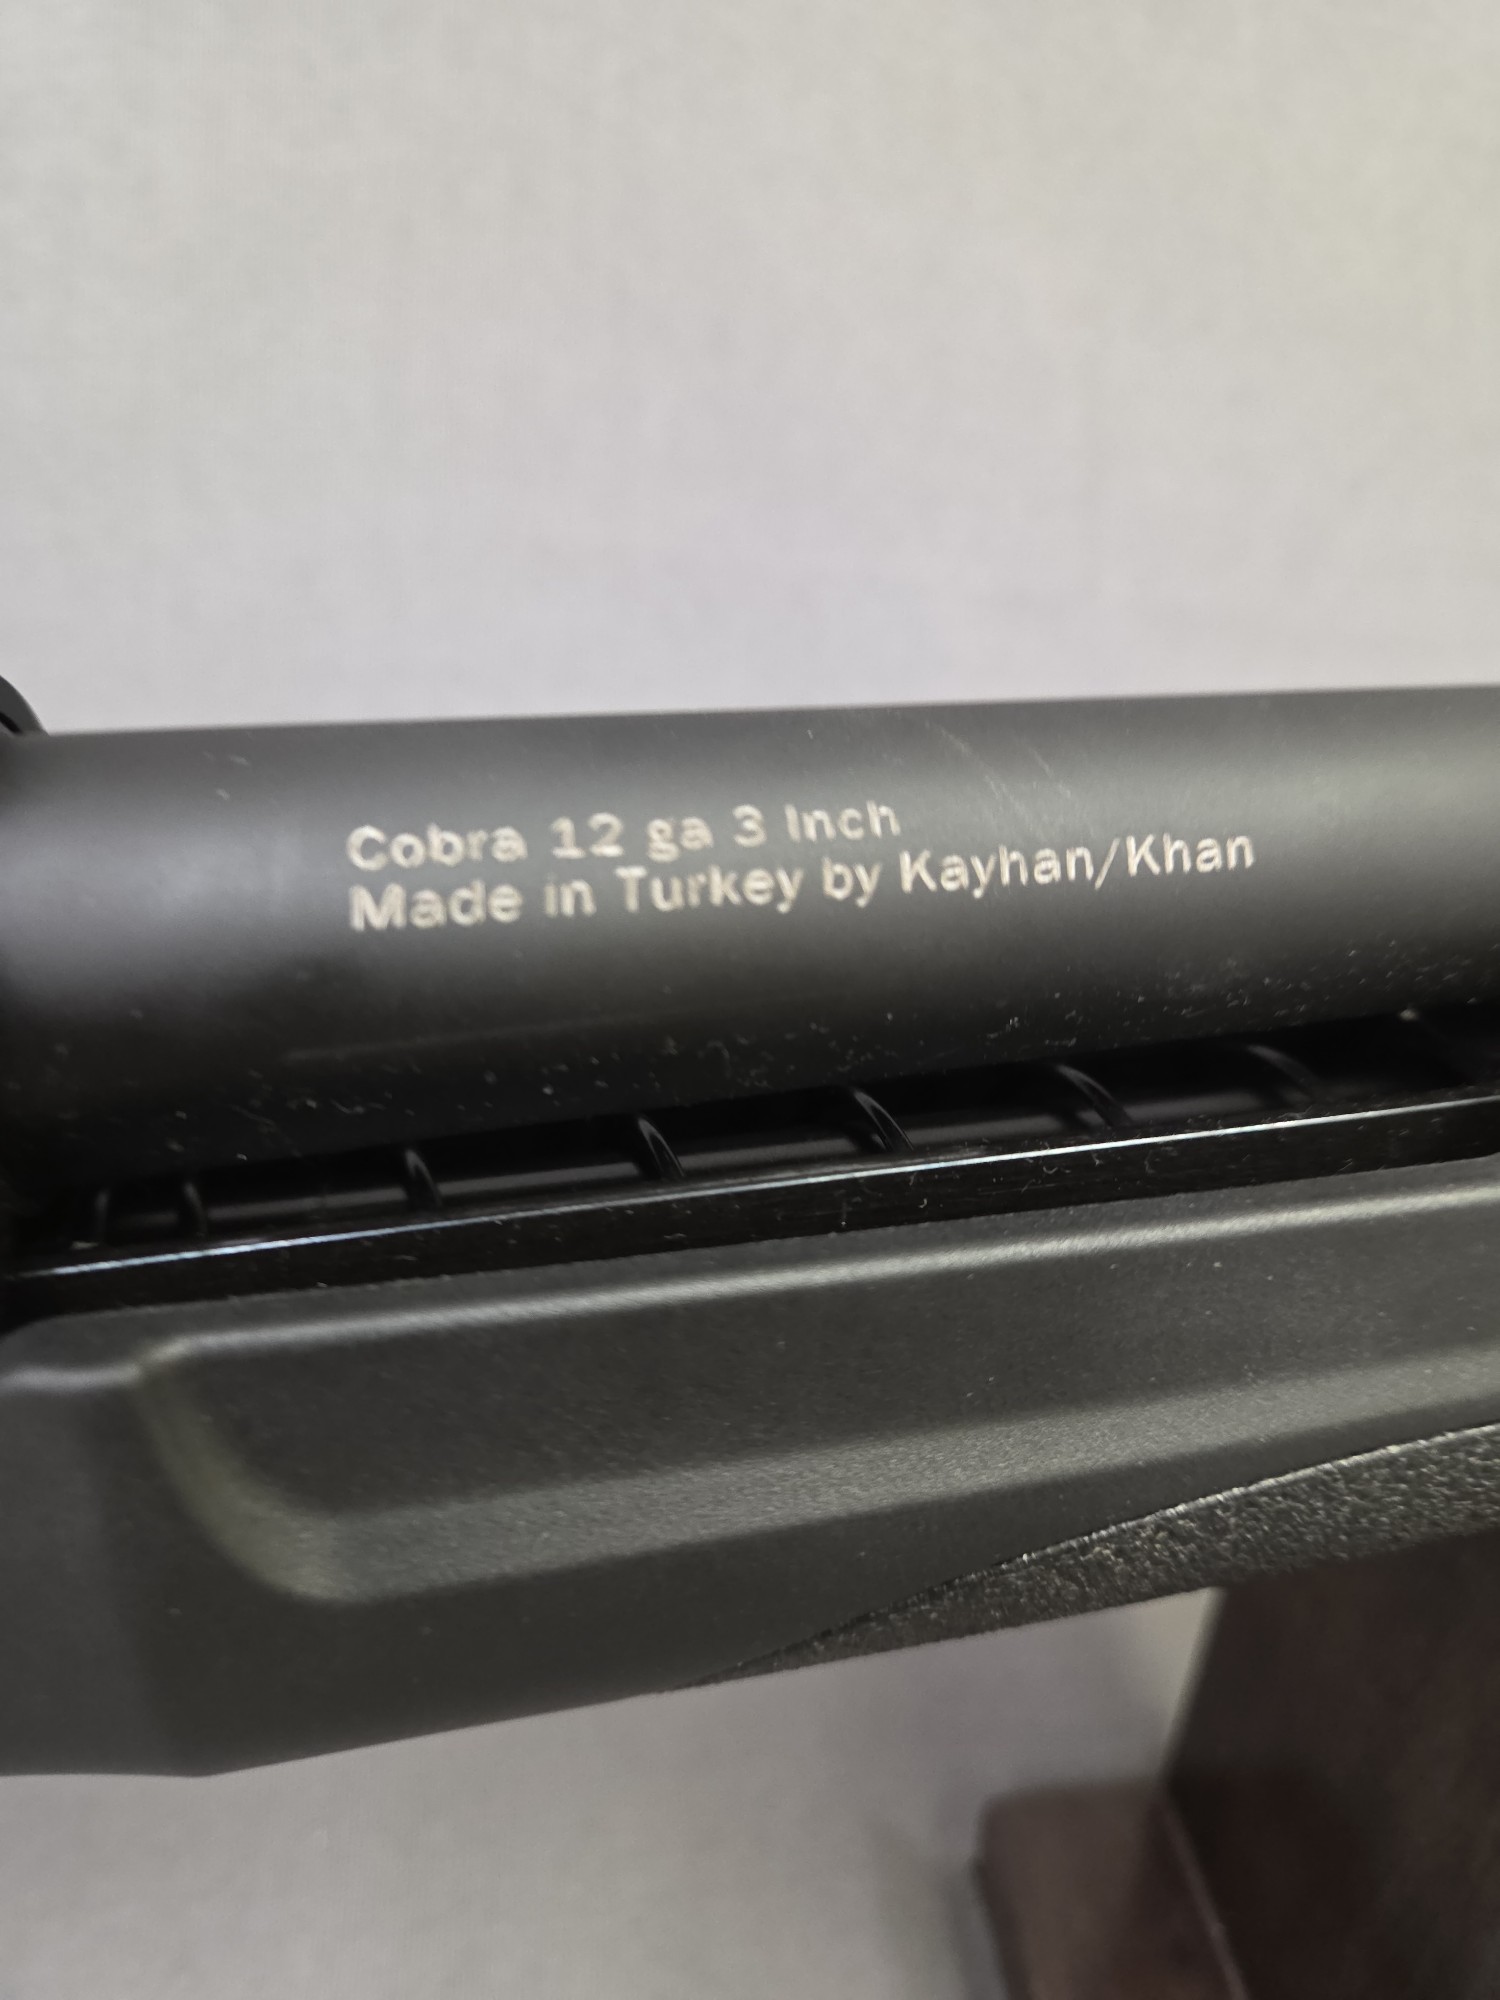 Cobra 12 ga 3 Inch
Made in Turkey by Kayhan/Khan